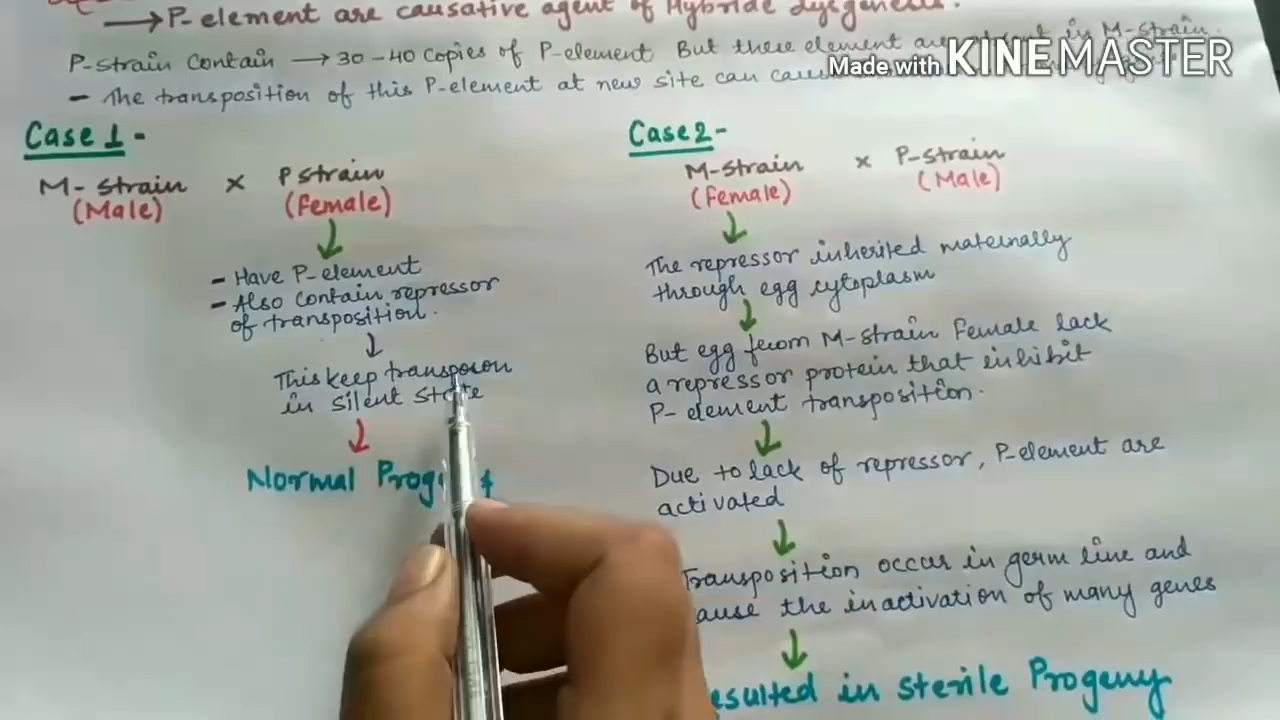 → P-element are causative agent of Hybride dysgenesis.
P-strain contain → 30-40 copies of P-element But these element are in M-strain
Made with KINEMASTER
- The transposition of this P-element at new site can
Case 1 -
M-strain × P strain
(Male) (Female)
- Have P-element
- Also contain repressor
of transposition.
This keep transposon
in silent state
Normal
Case 2 -
M-strain × P-strain
(Female) (Male)
The repressor inherited maternally
through egg cytoplasm
But egg from M-strain Female lack
a repressor protein that inhibit
P-element transposition.
Due to lack of repressor, P-element are
activated
Transposition occur in germ line and
cause the inactivation of many genes
Resulted in sterile Progeny